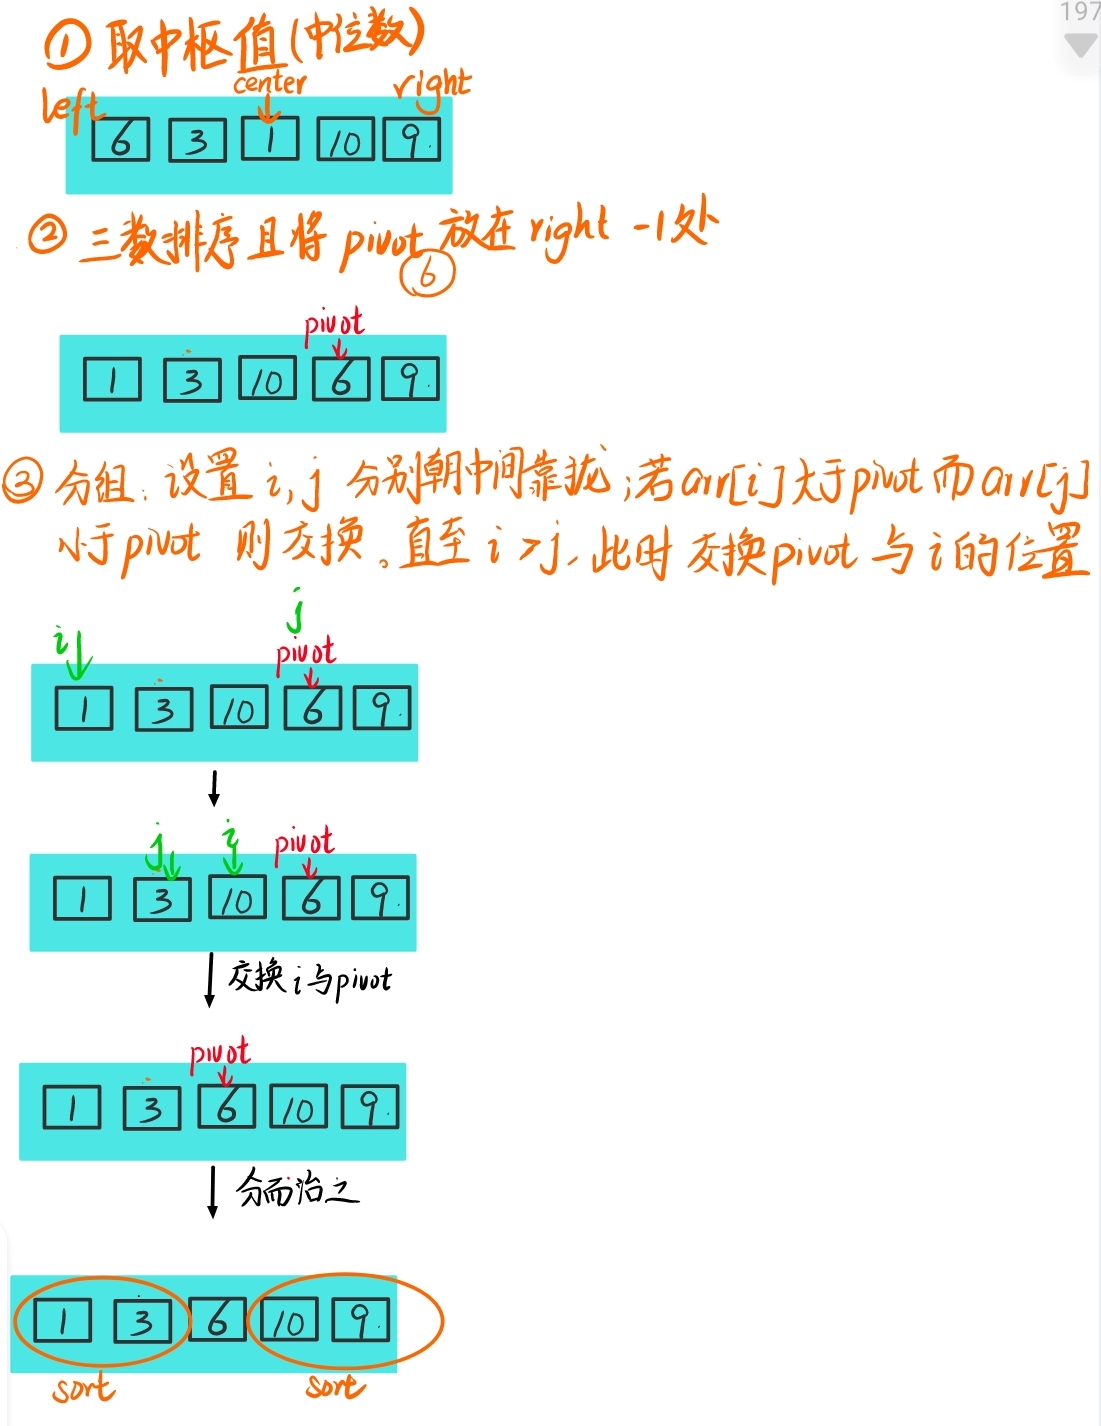 197
① 取中枢值(中位数)
left center right
6 3 1 10 9
② 三数排序且将 pivot 放在 right -1处
6
pivot
1 3 10 6 9
③ 分组: 设置 i,j 分别朝中间靠拢;若arr[i]大于pivot而arr[j]
小于pivot 则交换。直至 i>j, 此时交换pivot 与i的位置
i j
pivot
1 3 10 6 9
j i pivot
1 3 10 6 9
交换i与pivot
pivot
1 3 6 10 9
分而治之
1 3 6 10 9
sort sort